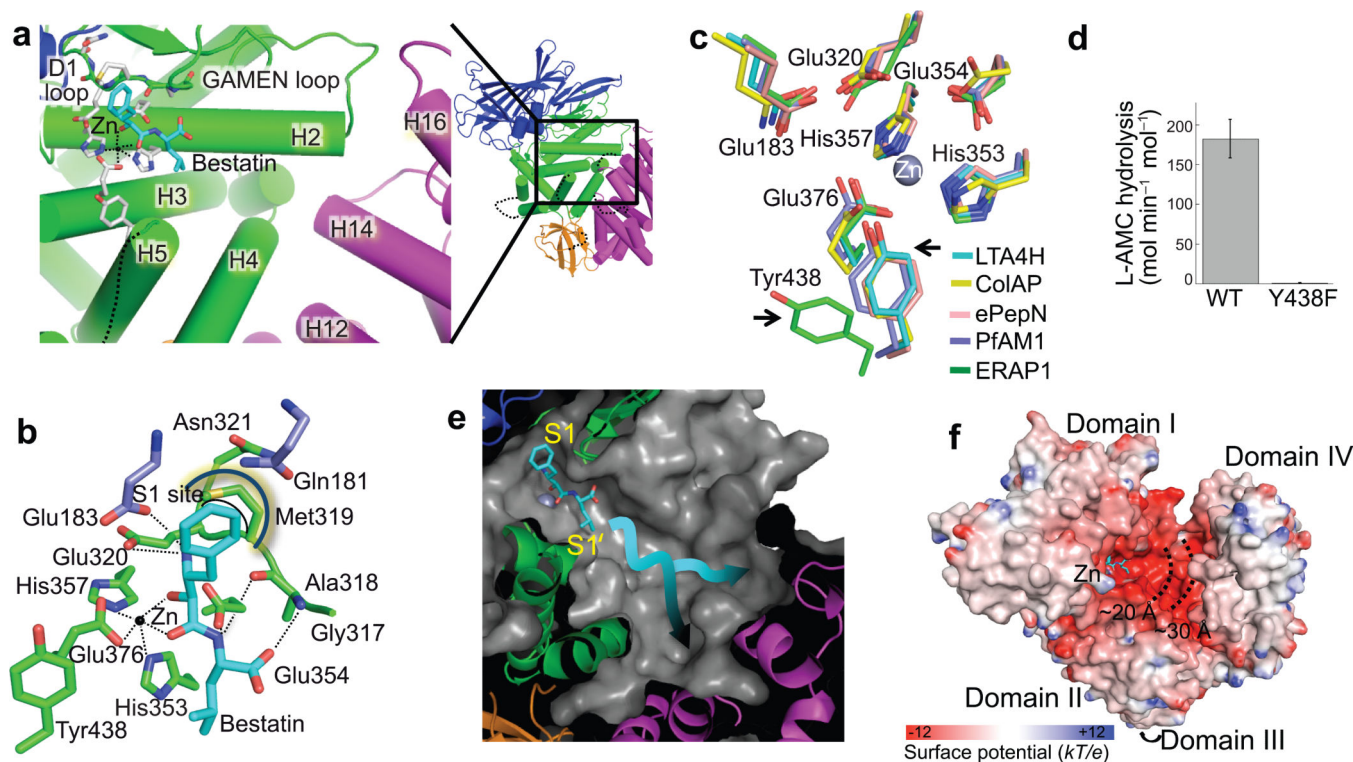 a
D1
loop
GAMEN loop
Zn
H2
Bestatin
H16
H3
H14
H5
H4
H12
c
Glu320
Glu354
Glu183
His357
Zn
His353
Glu376
Tyr438
LTA4H
ColAP
ePepN
PfAM1
ERAP1
d
L-AMC hydrolysis
(mol min⁻¹ mol⁻¹)
200
150
100
50
0
WT Y438F
b
Asn321
Gln181
S1 site
Glu183
Met319
Glu320
His357
Ala318
Zn
Gly317
Glu376
Glu354
His353
Bestatin
Tyr438
e
S1
S1'
f
Domain I
Domain IV
Zn
~20 Å
~30 Å
Domain II
-12 +12
Surface potential (kT/e)
Domain III